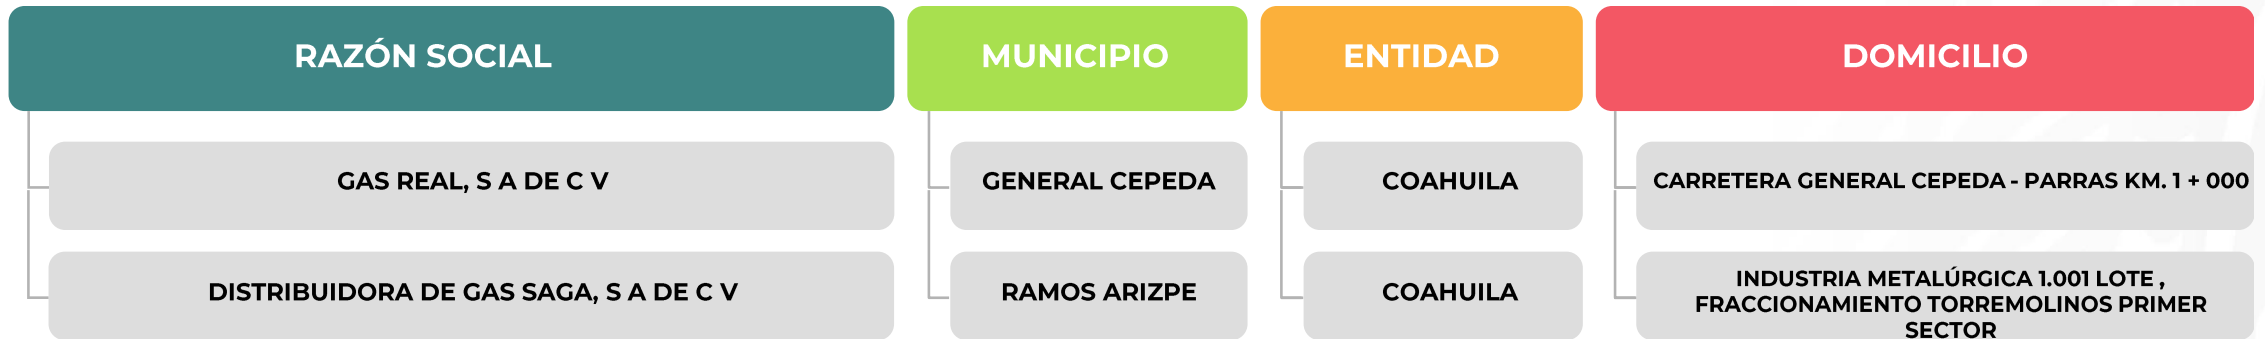 RAZÓN SOCIAL
MUNICIPIO
ENTIDAD
DOMICILIO
GAS REAL, S A DE C V
GENERAL CEPEDA
COAHUILA
CARRETERA GENERAL CEPEDA - PARRAS KM. 1 + 000
DISTRIBUIDORA DE GAS SAGA, S A DE C V
RAMOS ARIZPE
COAHUILA
INDUSTRIA METALÚRGICA 1.001 LOTE ,
FRACCIONAMIENTO TORREMOLINOS PRIMER
SECTOR